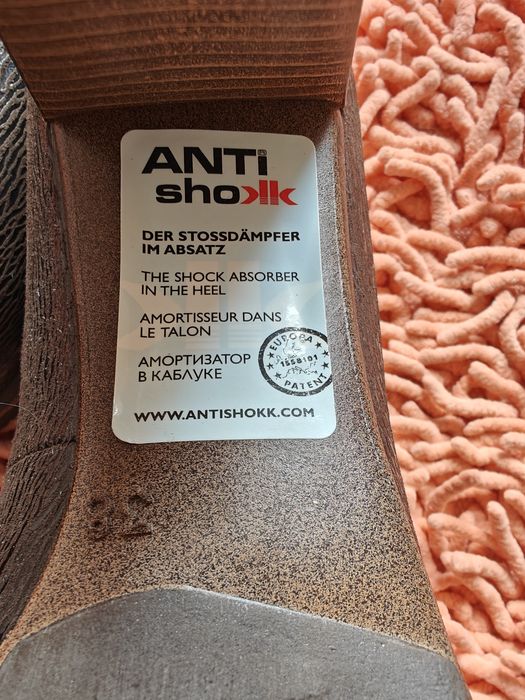 ANTi®
shokk
DER STOSSDÄMPFER
IM ABSATZ
THE SHOCK ABSORBER
IN THE HEEL
AMORTISSEUR DANS
LE TALON
АМОРТИЗАТОР
В КАБЛУКЕ
EUROPA
1558101
PATENT
WWW.ANTISHOKK.COM